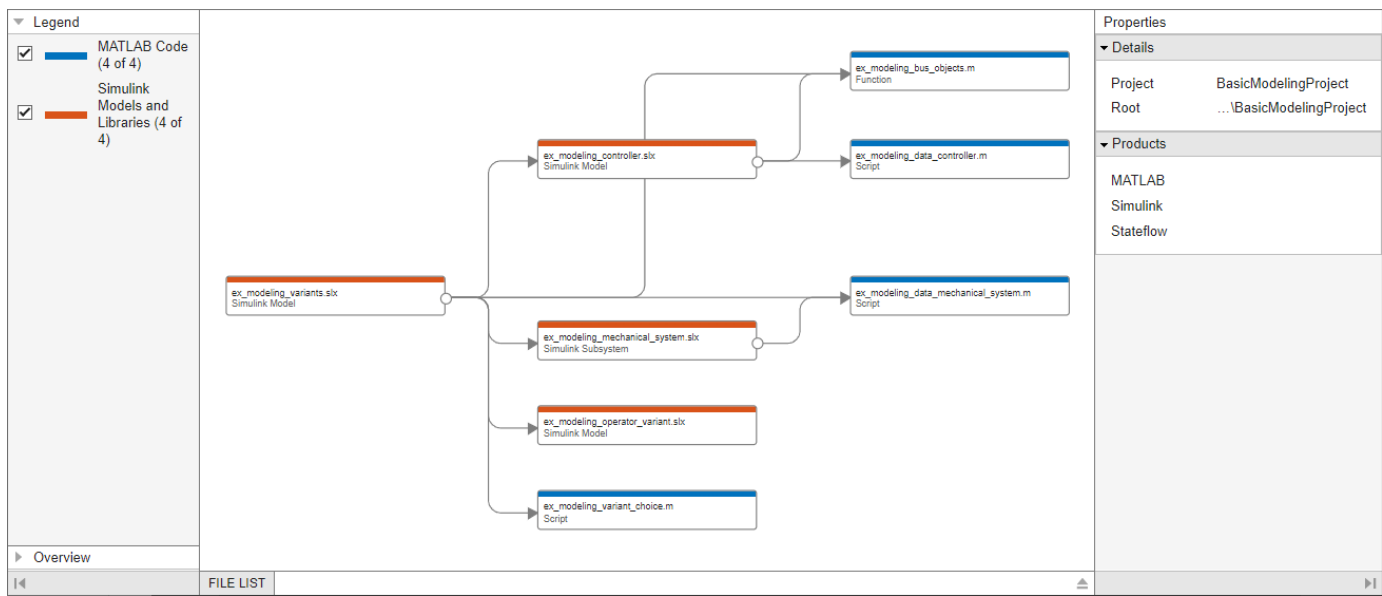 Legend
MATLAB Code
(4 of 4)
Simulink
Models and
Libraries (4 of
4)
Overview
ex_modeling_variants.slx
Simulink Model
ex_modeling_controller.slx
Simulink Model
ex_modeling_mechanical_system.slx
Simulink Subsystem
ex_modeling_operator_variant.slx
Simulink Model
ex_modeling_variant_choice.m
Script
ex_modeling_bus_objects.m
Function
ex_modeling_data_controller.m
Script
ex_modeling_data_mechanical_system.m
Script
FILE LIST
Properties
Details
Project BasicModelingProject
Root ...\BasicModelingProject
Products
MATLAB
Simulink
Stateflow